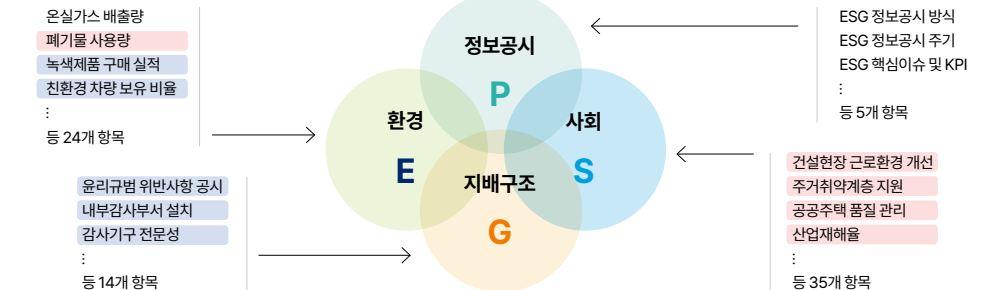 온실가스 배출량
폐기물 사용량
녹색제품 구매 실적
친환경 차량 보유 비율
⋮
등 24개 항목
윤리규범 위반사항 공시
내부감사부서 설치
감사기구 전문성
⋮
등 14개 항목
정보공시
P
환경
E
사회
S
지배구조
G
ESG 정보공시 방식
ESG 정보공시 주기
ESG 핵심이슈 및 KPI
⋮
등 5개 항목
건설현장 근로환경 개선
주거취약계층 지원
공공주택 품질 관리
산업재해율
⋮
등 35개 항목